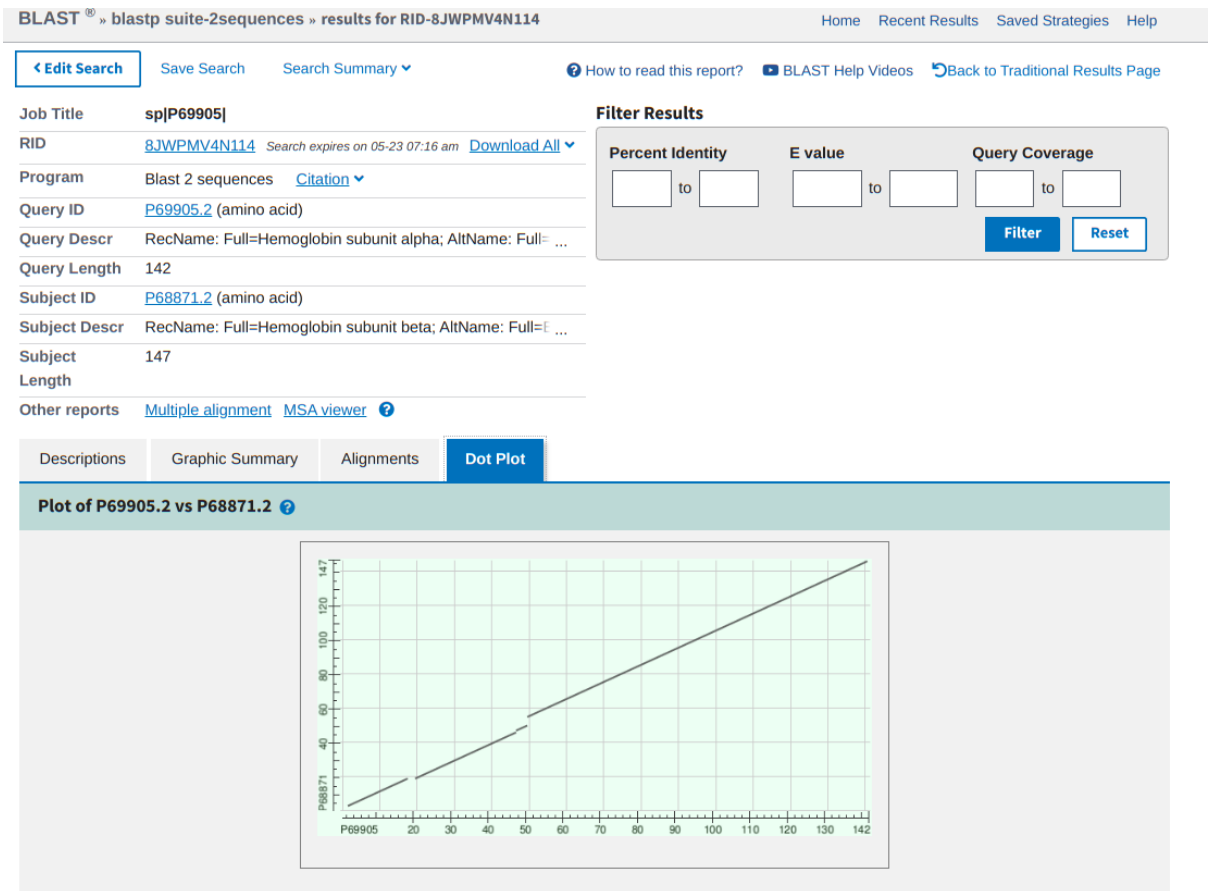 BLAST ® » blastp suite-2sequences » results for RID-8JWPMV4N114
Home Recent Results Saved Strategies Help
Edit Search Save Search Search Summary
How to read this report? BLAST Help Videos Back to Traditional Results Page
Job Title sp|P69905|
RID 8JWPMV4N114 Search expires on 05-23 07:16 am Download All
Program Blast 2 sequences Citation
Query ID P69905.2 (amino acid)
Query Descr RecName: Full=Hemoglobin subunit alpha; AltName: Full= ...
Query Length 142
Subject ID P68871.2 (amino acid)
Subject Descr RecName: Full=Hemoglobin subunit beta; AltName: Full= ...
Subject Length 147
Other reports Multiple alignment MSA viewer
Filter Results
Percent Identity E value Query Coverage
to to to
Filter Reset
Descriptions Graphic Summary Alignments Dot Plot
Plot of P69905.2 vs P68871.2
147
120
100
80
60
40
P68871
P69905 20 30 40 50 60 70 80 90 100 110 120 130 142